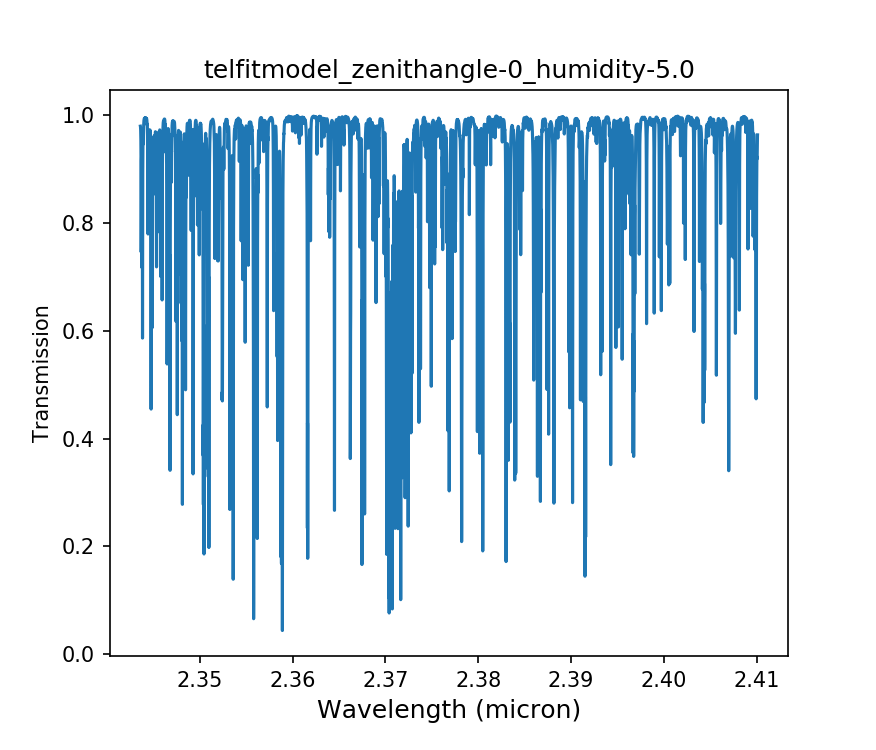 telfitmodel_zenithangle-0_humidity-5.0
1.0
0.8
0.6
0.4
0.2
0.0
Transmission
2.35 2.36 2.37 2.38 2.39 2.40 2.41
Wavelength (micron)